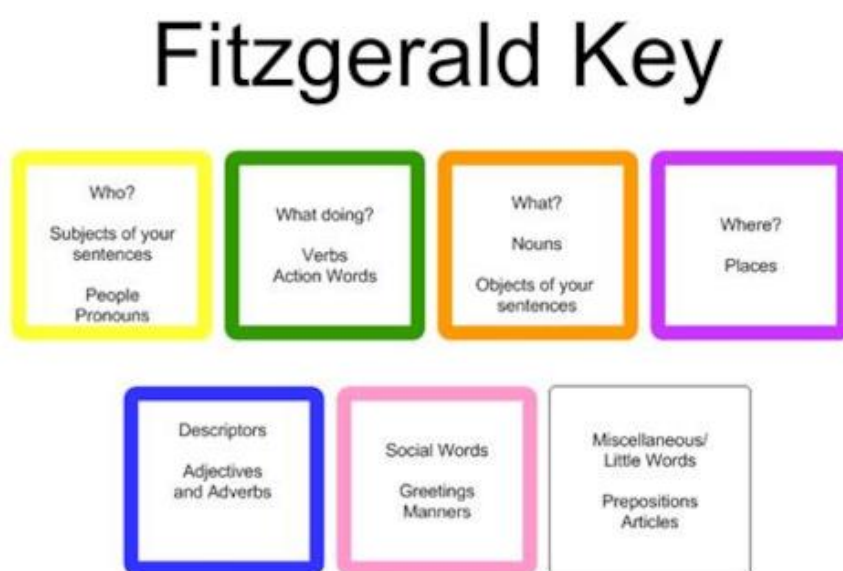 Fitzgerald Key
Who?
Subjects of your
sentences
People
Pronouns
What doing?
Verbs
Action Words
What?
Nouns
Objects of your
sentences
Where?
Places
Descriptors
Adjectives
and Adverbs
Social Words
Greetings
Manners
Miscellaneous/
Little Words
Prepositions
Articles